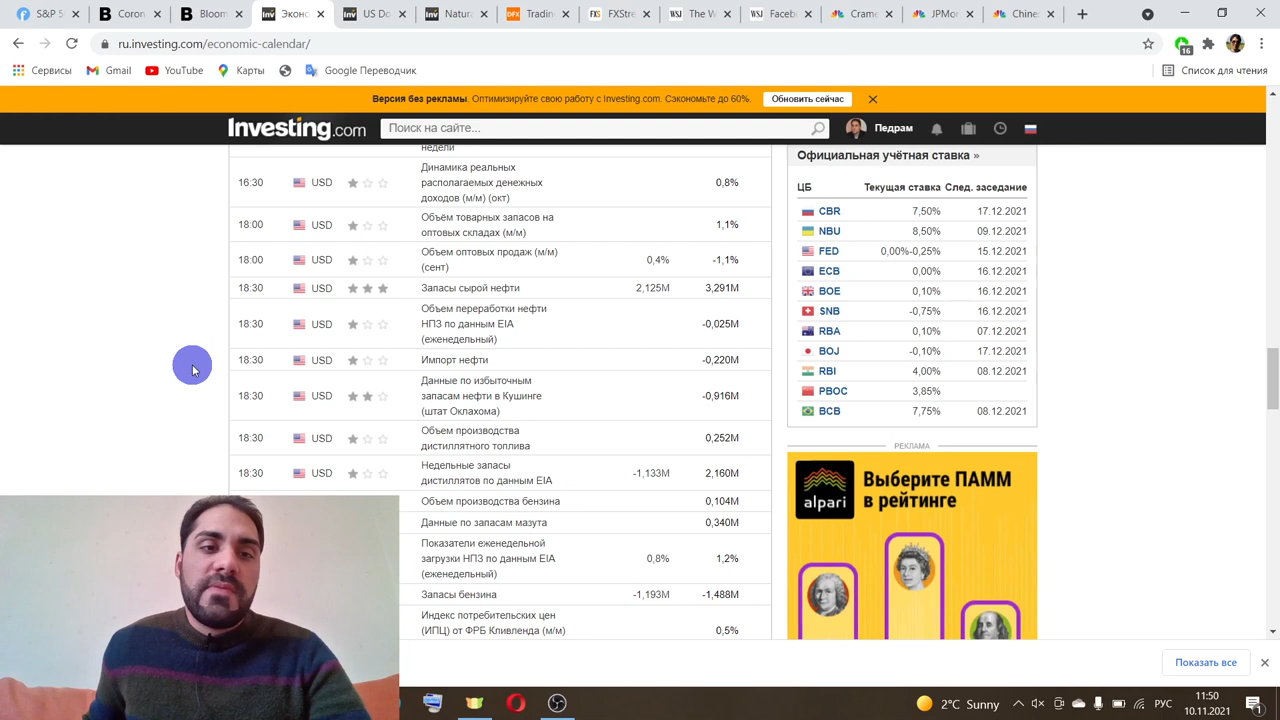 S&P 5
Coron
Bloom
Эконо
US Do
Natura
Tradin
FXStre
The W
Faceb
Crame
JPMo
Chine
ru.investing.com/economic-calendar/
16
Сервисы
Gmail
YouTube
Карты
Google Переводчик
Список для чтения
Версия без рекламы. Оптимизируйте свою работу с Investing.com. Сэкономьте до 60%.
Обновить сейчас
Investing.com
Поиск на сайте...
Педрам
недели
16:30 USD Динамика реальных
располагаемых денежных
доходов (м/м) (окт) 0,8%
18:00 USD Объём товарных запасов на
оптовых складах (м/м) 1,1%
18:00 USD Объем оптовых продаж (м/м)
(сент) 0,4% -1,1%
18:30 USD Запасы сырой нефти 2,125M 3,291M
18:30 USD Объем переработки нефти
НПЗ по данным EIA
(еженедельный) -0,025M
18:30 USD Импорт нефти -0,220M
18:30 USD Данные по избыточным
запасам нефти в Кушинге
(штат Оклахома) -0,916M
18:30 USD Объем производства
дистиллятного топлива 0,252M
18:30 USD Недельные запасы
дистиллятов по данным EIA -1,133M 2,160M
Объем производства бензина 0,104M
Данные по запасам мазута 0,340M
Показатели еженедельной
загрузки НПЗ по данным EIA
(еженедельный) 0,8% 1,2%
Запасы бензина -1,193M -1,488M
Индекс потребительских цен
(ИПЦ) от ФРБ Кливленда (м/м) 0,5%
Официальная учётная ставка »
ЦБ Текущая ставка След. заседание
CBR 7,50% 17.12.2021
NBU 8,50% 09.12.2021
FED 0,00%-0,25% 15.12.2021
ECB 0,00% 16.12.2021
BOE 0,10% 16.12.2021
SNB -0,75% 16.12.2021
RBA 0,10% 07.12.2021
BOJ -0,10% 17.12.2021
RBI 4,00% 08.12.2021
PBOC 3,85%
BCB 7,75% 08.12.2021
РЕКЛАМА
alpari
Выберите ПАММ
в рейтинге
Показать все
2°C Sunny
РУС
11:50
10.11.2021
1